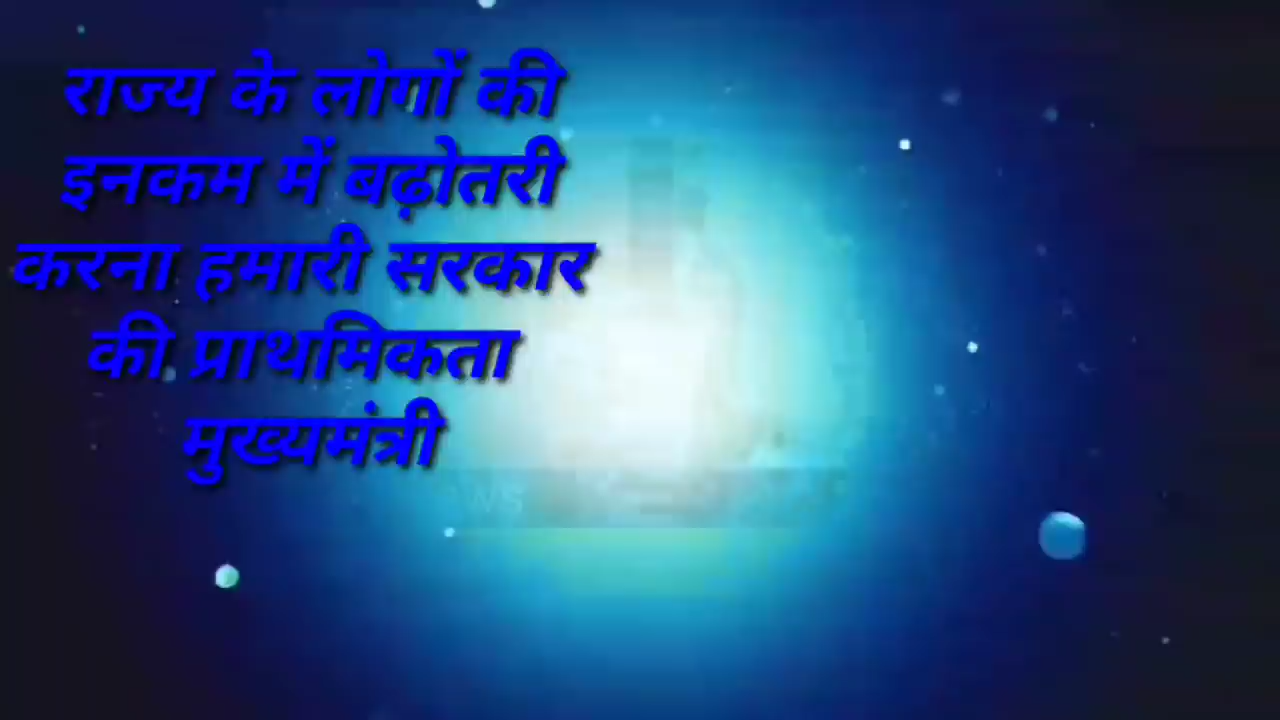 राज्य के लोगों की
इनकम में बढ़ोतरी
करना हमारी सरकार
की प्राथमिकता
मुख्यमंत्री